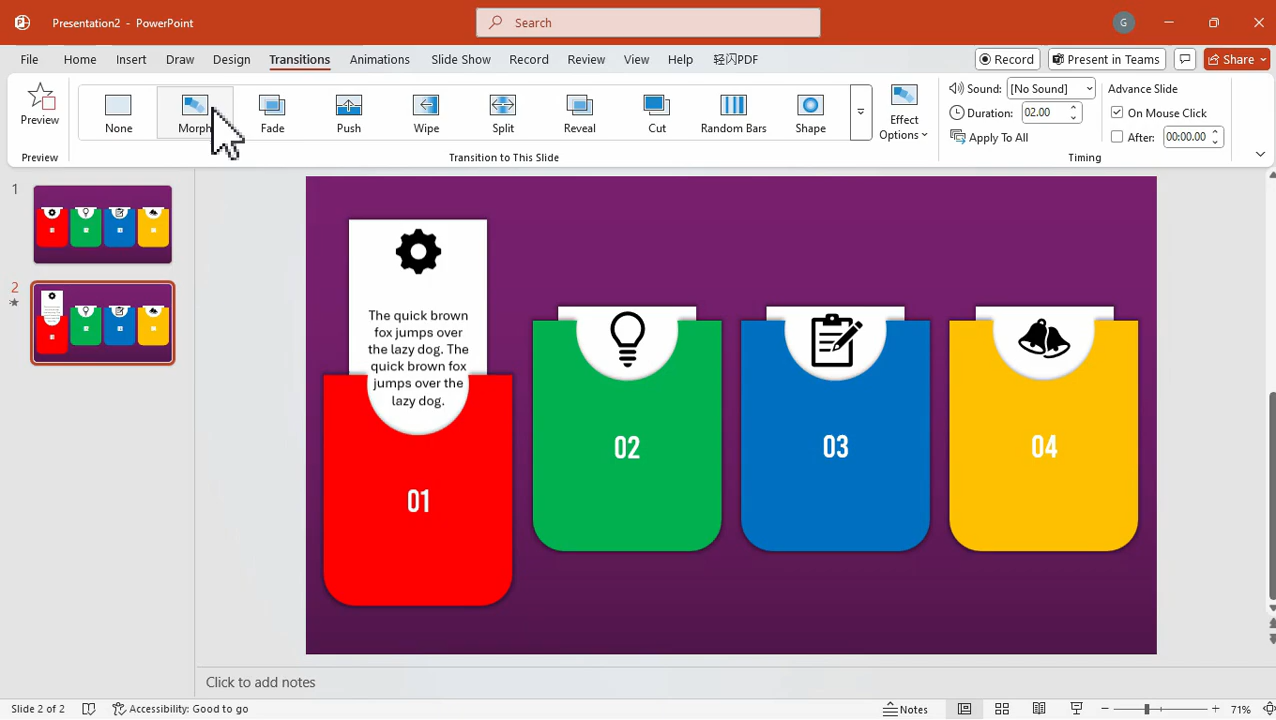 Presentation2 - PowerPoint
Search
G
File Home Insert Draw Design Transitions Animations Slide Show Record Review View Help 轻闪PDF
Record Present in Teams Share
Preview
None Morph Fade Push Wipe Split Reveal Cut Random Bars Shape
Effect Options
Sound: [No Sound] Advance Slide
Duration: 02.00 On Mouse Click
Apply To All After: 00:00.00
Preview Transition to This Slide Timing
1
2
The quick brown
fox jumps over
the lazy dog. The
quick brown fox
jumps over the
lazy dog.
01
02
03
04
Click to add notes
Slide 2 of 2 Accessibility: Good to go Notes 71%